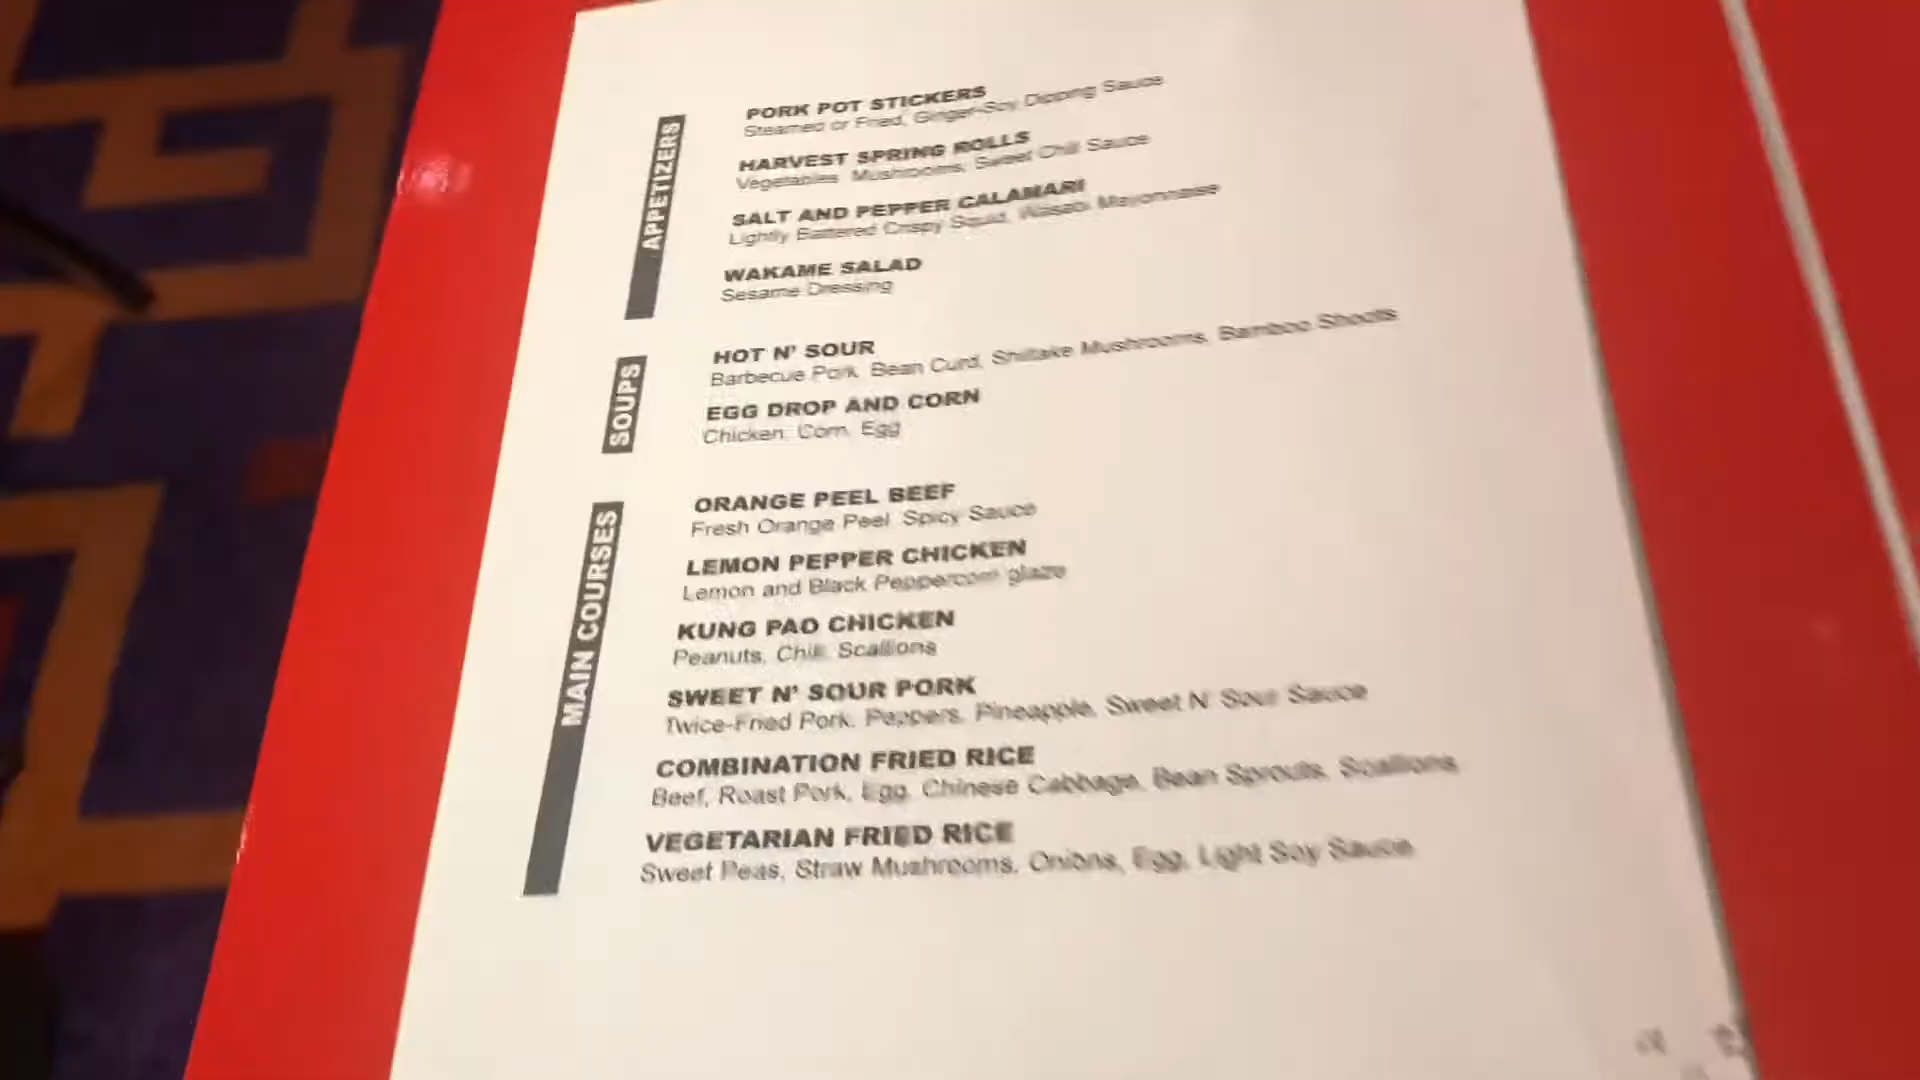 APPETIZERS
PORK POT STICKERS
Steamed or Fried, Ginger-Soy Dipping Sauce
HARVEST SPRING ROLLS
Vegetables, Mushrooms, Sweet Chili Sauce
SALT AND PEPPER CALAMARI
Lightly Battered Crispy Squid, Wasabi Mayonnaise
WAKAME SALAD
Sesame Dressing
SOUPS
HOT N' SOUR
Barbecue Pork, Bean Curd, Shiitake Mushrooms, Bamboo Shoots
EGG DROP AND CORN
Chicken, Corn, Egg
MAIN COURSES
ORANGE PEEL BEEF
Fresh Orange Peel, Spicy Sauce
LEMON PEPPER CHICKEN
Lemon and Black Peppercorn glaze
KUNG PAO CHICKEN
Peanuts, Chili, Scallions
SWEET N' SOUR PORK
Twice-Fried Pork, Peppers, Pineapple, Sweet N' Sour Sauce
COMBINATION FRIED RICE
Beef, Roast Pork, Egg, Chinese Cabbage, Bean Sprouts, Scallions
VEGETARIAN FRIED RICE
Sweet Peas, Straw Mushrooms, Onions, Egg, Light Soy Sauce